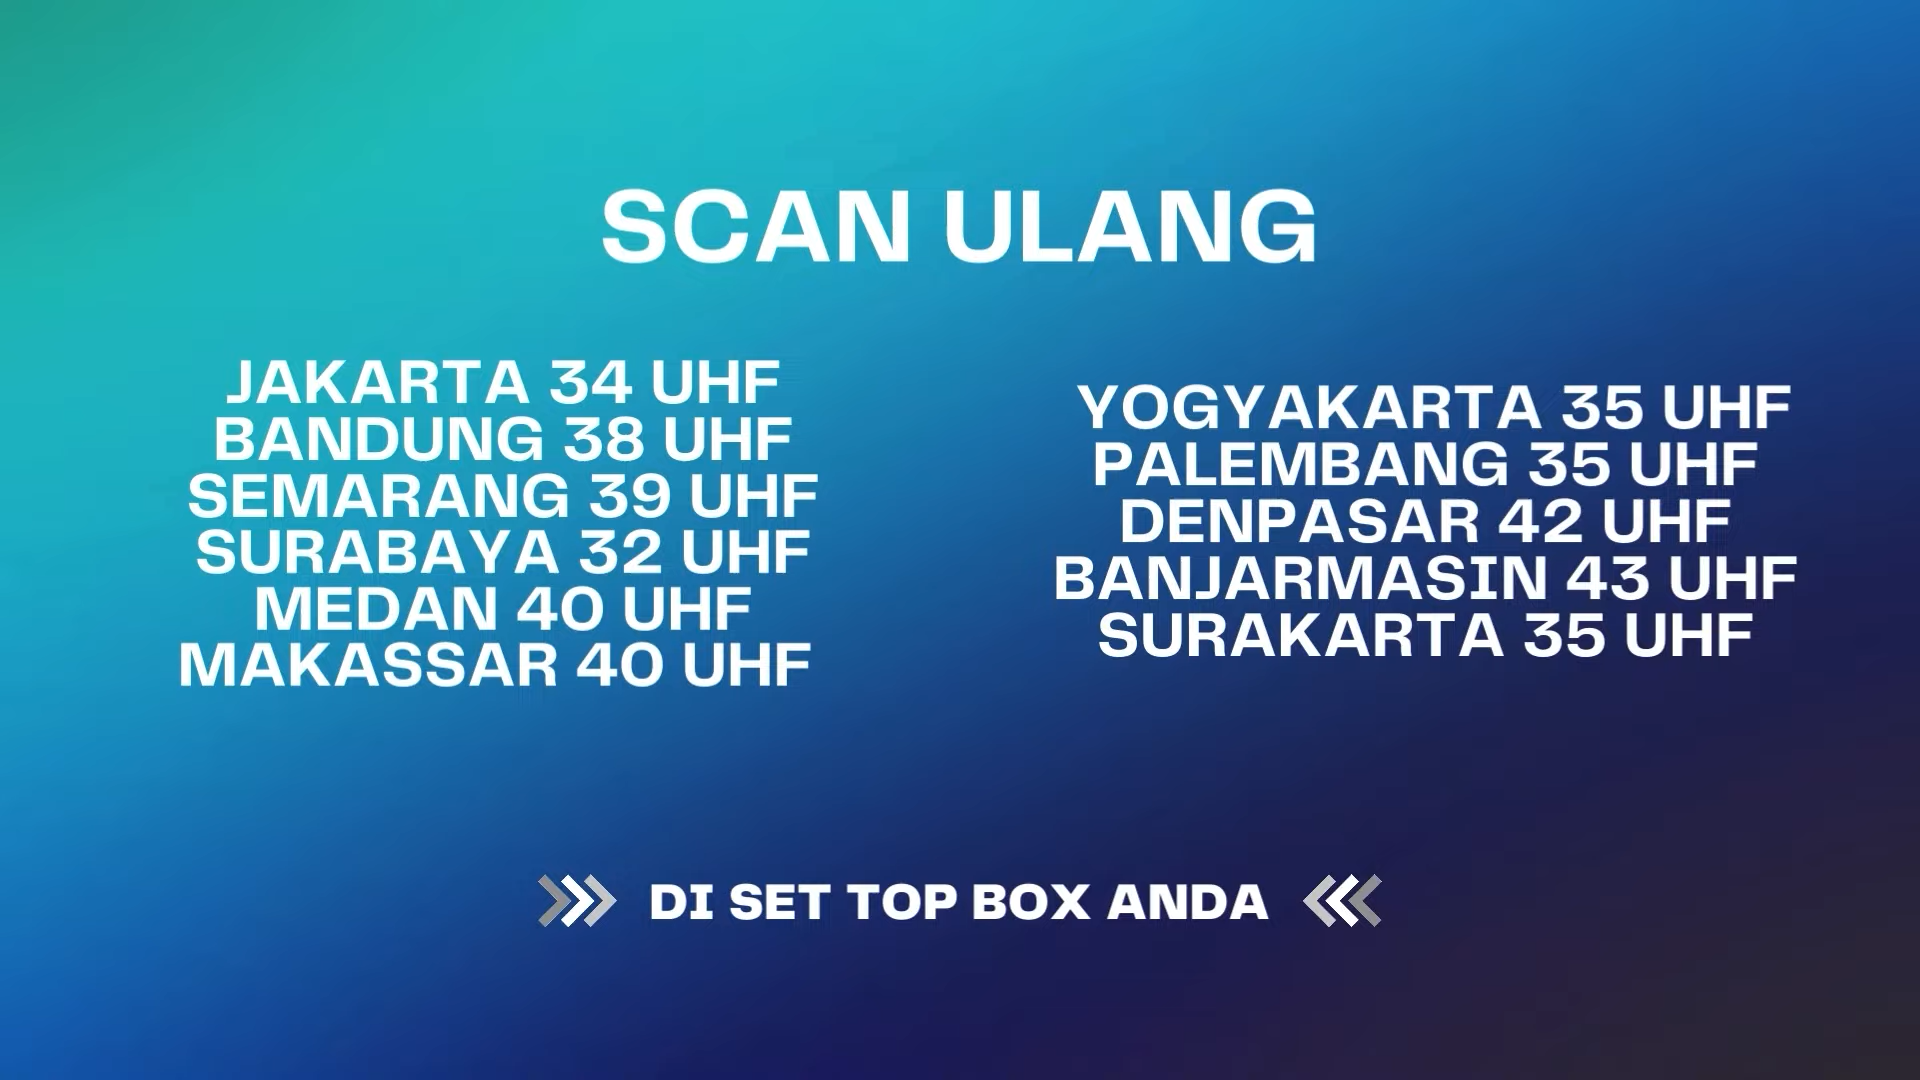 SCAN ULANG
JAKARTA 34 UHF
BANDUNG 38 UHF
SEMARANG 39 UHF
SURABAYA 32 UHF
MEDAN 40 UHF
MAKASSAR 40 UHF
YOGYAKARTA 35 UHF
PALEMBANG 35 UHF
DENPASAR 42 UHF
BANJARMASIN 43 UHF
SURAKARTA 35 UHF
DI SET TOP BOX ANDA